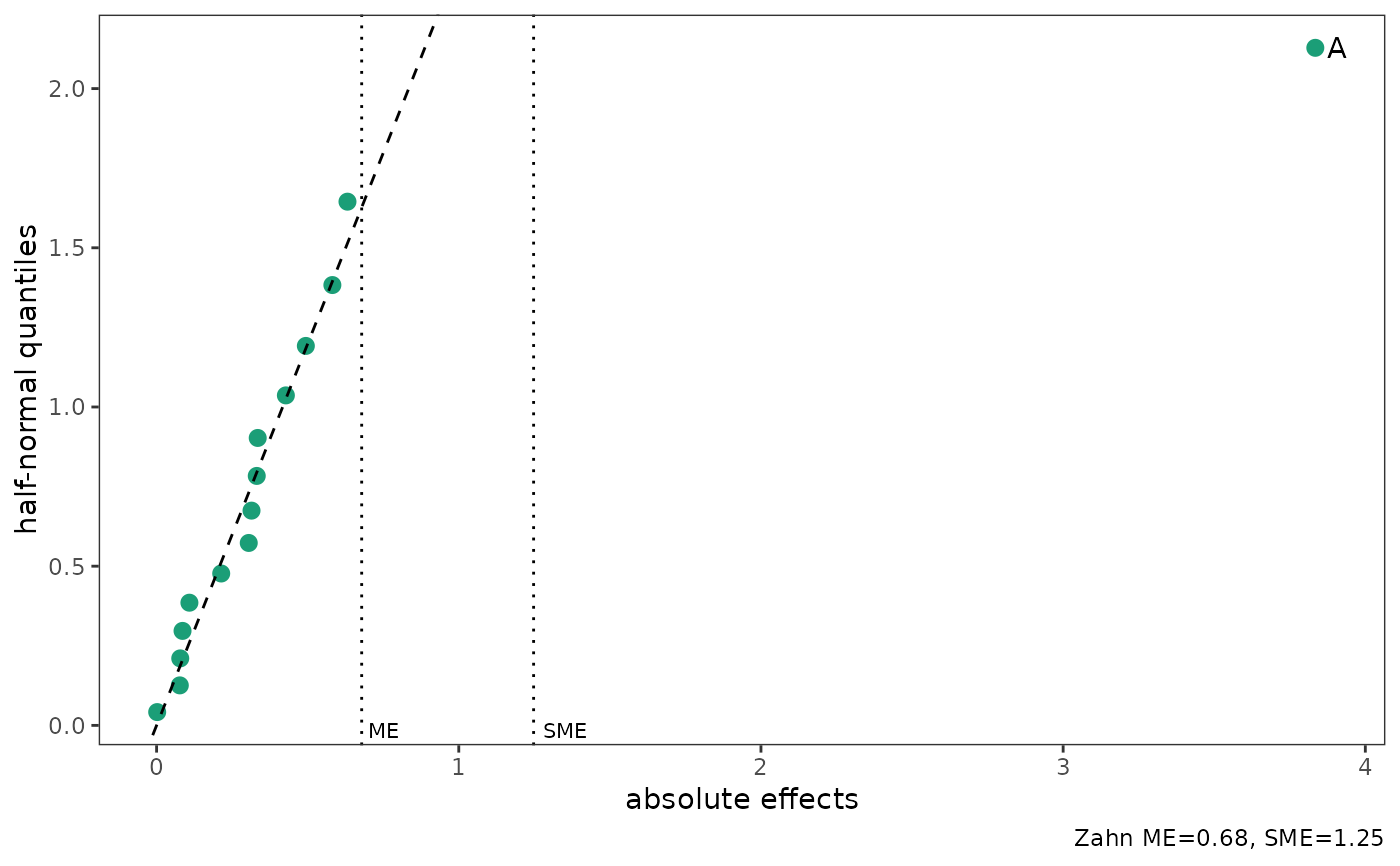 A
2.0
1.5
1.0
0.5
0.0
half-normal quantiles
ME
SME
0
1
2
3
4
absolute effects
Zahn ME=0.68, SME=1.25